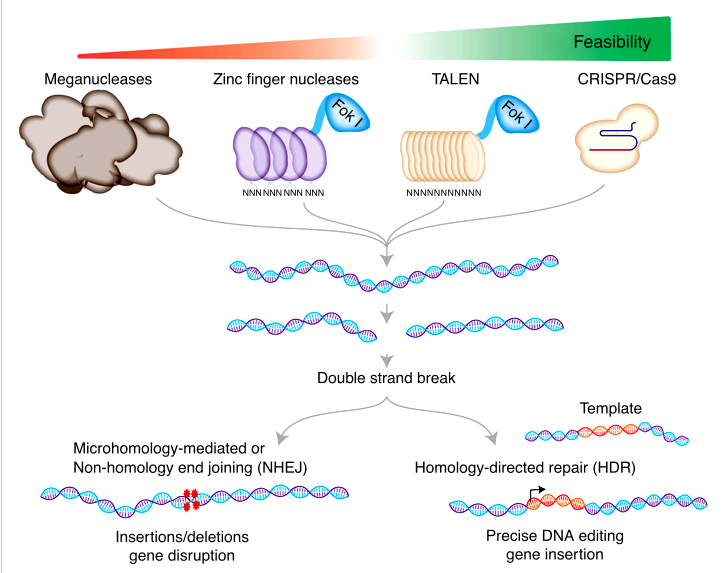 Feasibility
Meganucleases
Zinc finger nucleases
TALEN
CRISPR/Cas9
Fok I
Fok I
NNN NNN NNN NNN
NNNNNNNNNNN
Double strand break
Template
Microhomology-mediated or
Non-homology end joining (NHEJ)
Homology-directed repair (HDR)
Insertions/deletions
gene disruption
Precise DNA editing
gene insertion